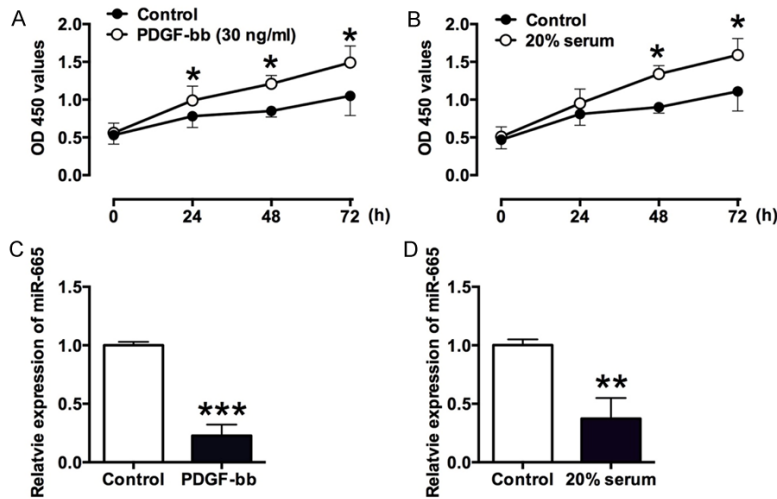 A
Control
PDGF-bb (30 ng/ml)
OD 450 values
2.0
1.5
1.0
0.5
0.0
* * *
0 24 48 72 (h)
B
Control
20% serum
OD 450 values
2.0
1.5
1.0
0.5
0.0
* *
0 24 48 72 (h)
C
Relatvie expression of miR-665
1.5
1.0
0.5
0.0
***
Control PDGF-bb
D
Relatvie expression of miR-665
1.5
1.0
0.5
0.0
**
Control 20% serum